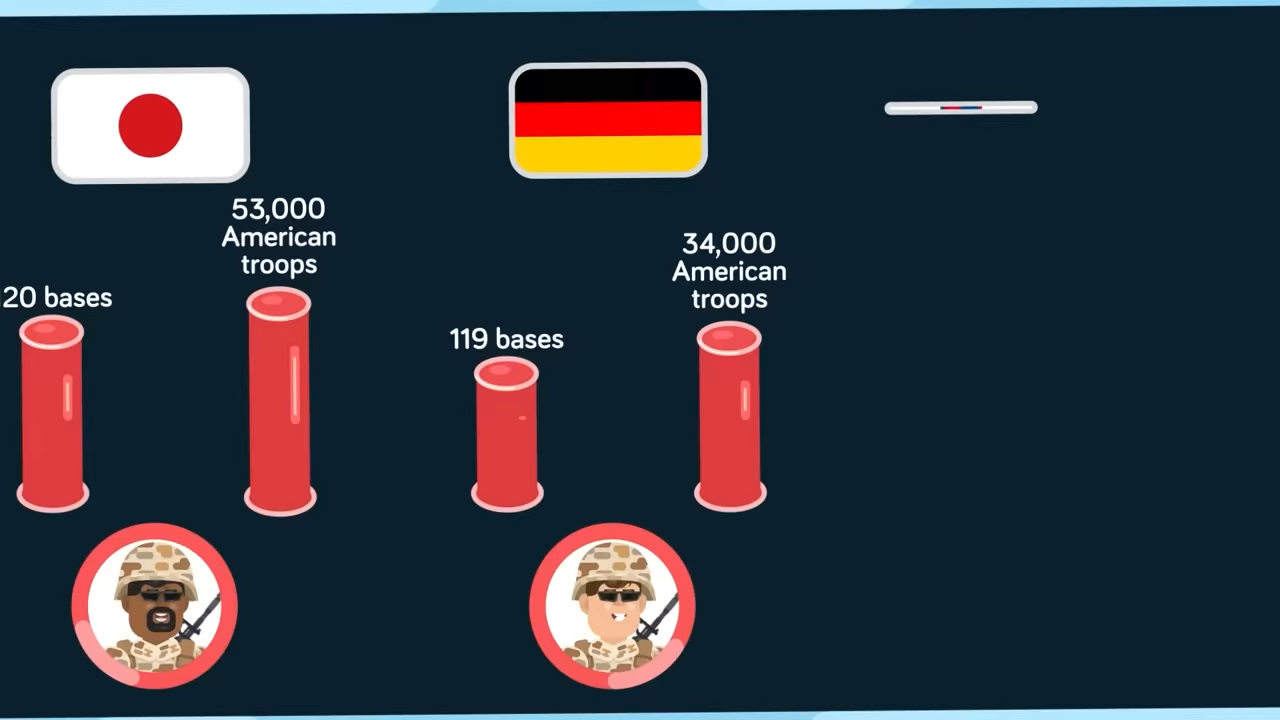 53,000
American
troops
20 bases
34,000
American
troops
119 bases